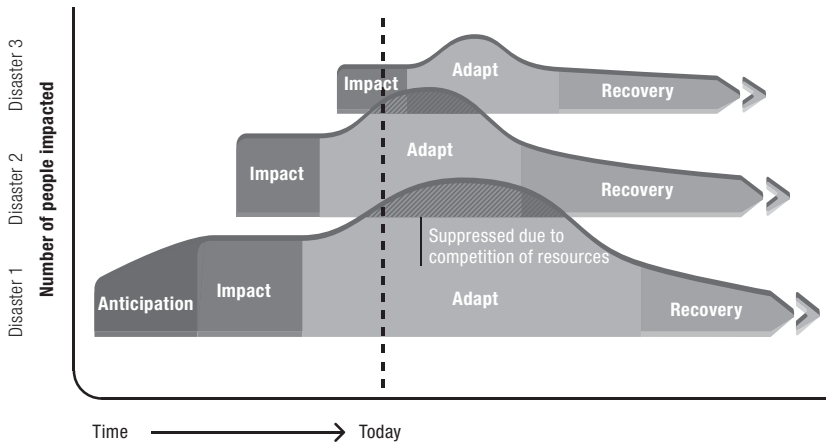 Disaster 3
Disaster 2
Disaster 1
Number of people impacted
Impact
Adapt
Recovery
Impact
Adapt
Recovery
Suppressed due to
competition of resources
Anticipation
Impact
Adapt
Recovery
Time
Today